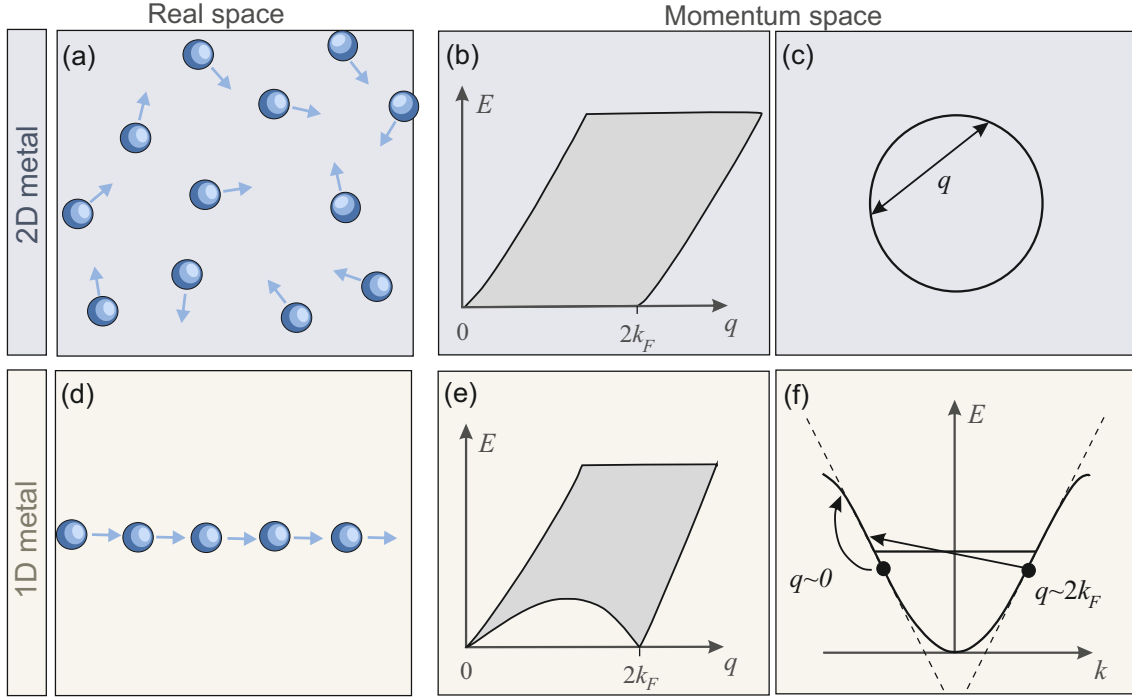 Real space
Momentum space
2D metal
(a)
(b)
E
0
2k_F
q
(c)
q
1D metal
(d)
(e)
E
0
2k_F
q
(f)
E
q~0
q~2k_F
k